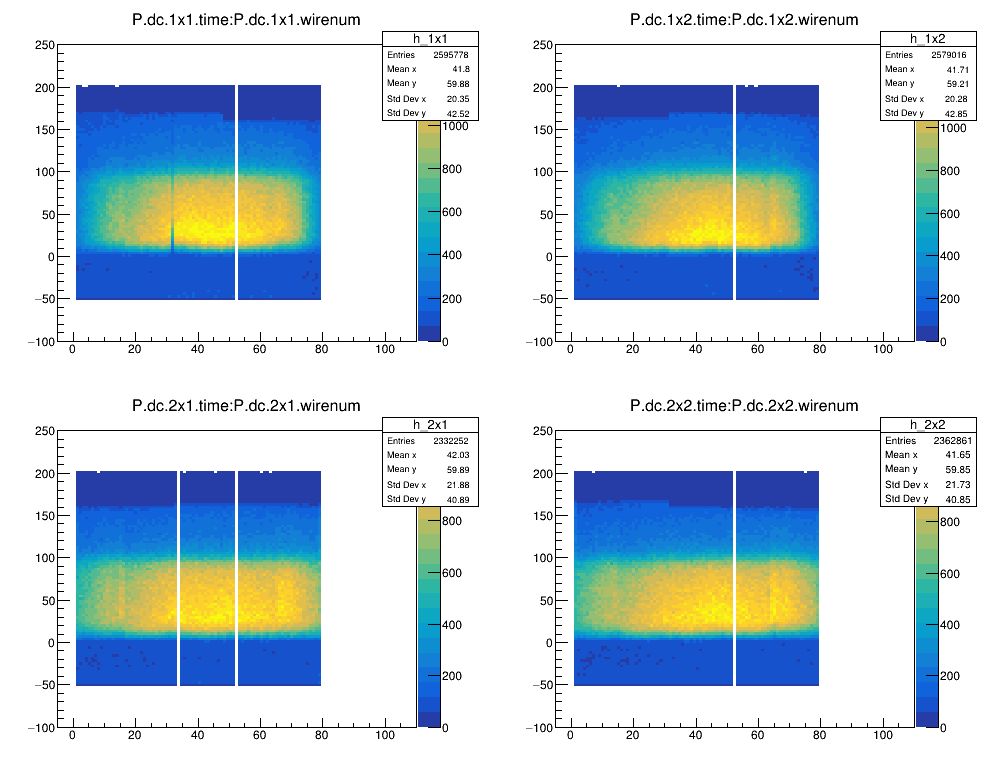 P.dc.1x1.time:P.dc.1x1.wirenum
h_1x1
Entries 2595778
Mean x 41.8
Mean y 59.88
Std Dev x 20.35
Std Dev y 42.52
250
200
150
100
50
0
−50
−100
0 20 40 60 80 100
1000
800
600
400
200
0
P.dc.1x2.time:P.dc.1x2.wirenum
h_1x2
Entries 2579016
Mean x 41.71
Mean y 59.21
Std Dev x 20.28
Std Dev y 42.85
250
200
150
100
50
0
−50
−100
0 20 40 60 80 100
1000
800
600
400
200
0
P.dc.2x1.time:P.dc.2x1.wirenum
h_2x1
Entries 2332252
Mean x 42.03
Mean y 59.89
Std Dev x 21.88
Std Dev y 40.89
250
200
150
100
50
0
−50
−100
0 20 40 60 80 100
800
600
400
200
0
P.dc.2x2.time:P.dc.2x2.wirenum
h_2x2
Entries 2362861
Mean x 41.65
Mean y 59.85
Std Dev x 21.73
Std Dev y 40.85
250
200
150
100
50
0
−50
−100
0 20 40 60 80 100
800
600
400
200
0